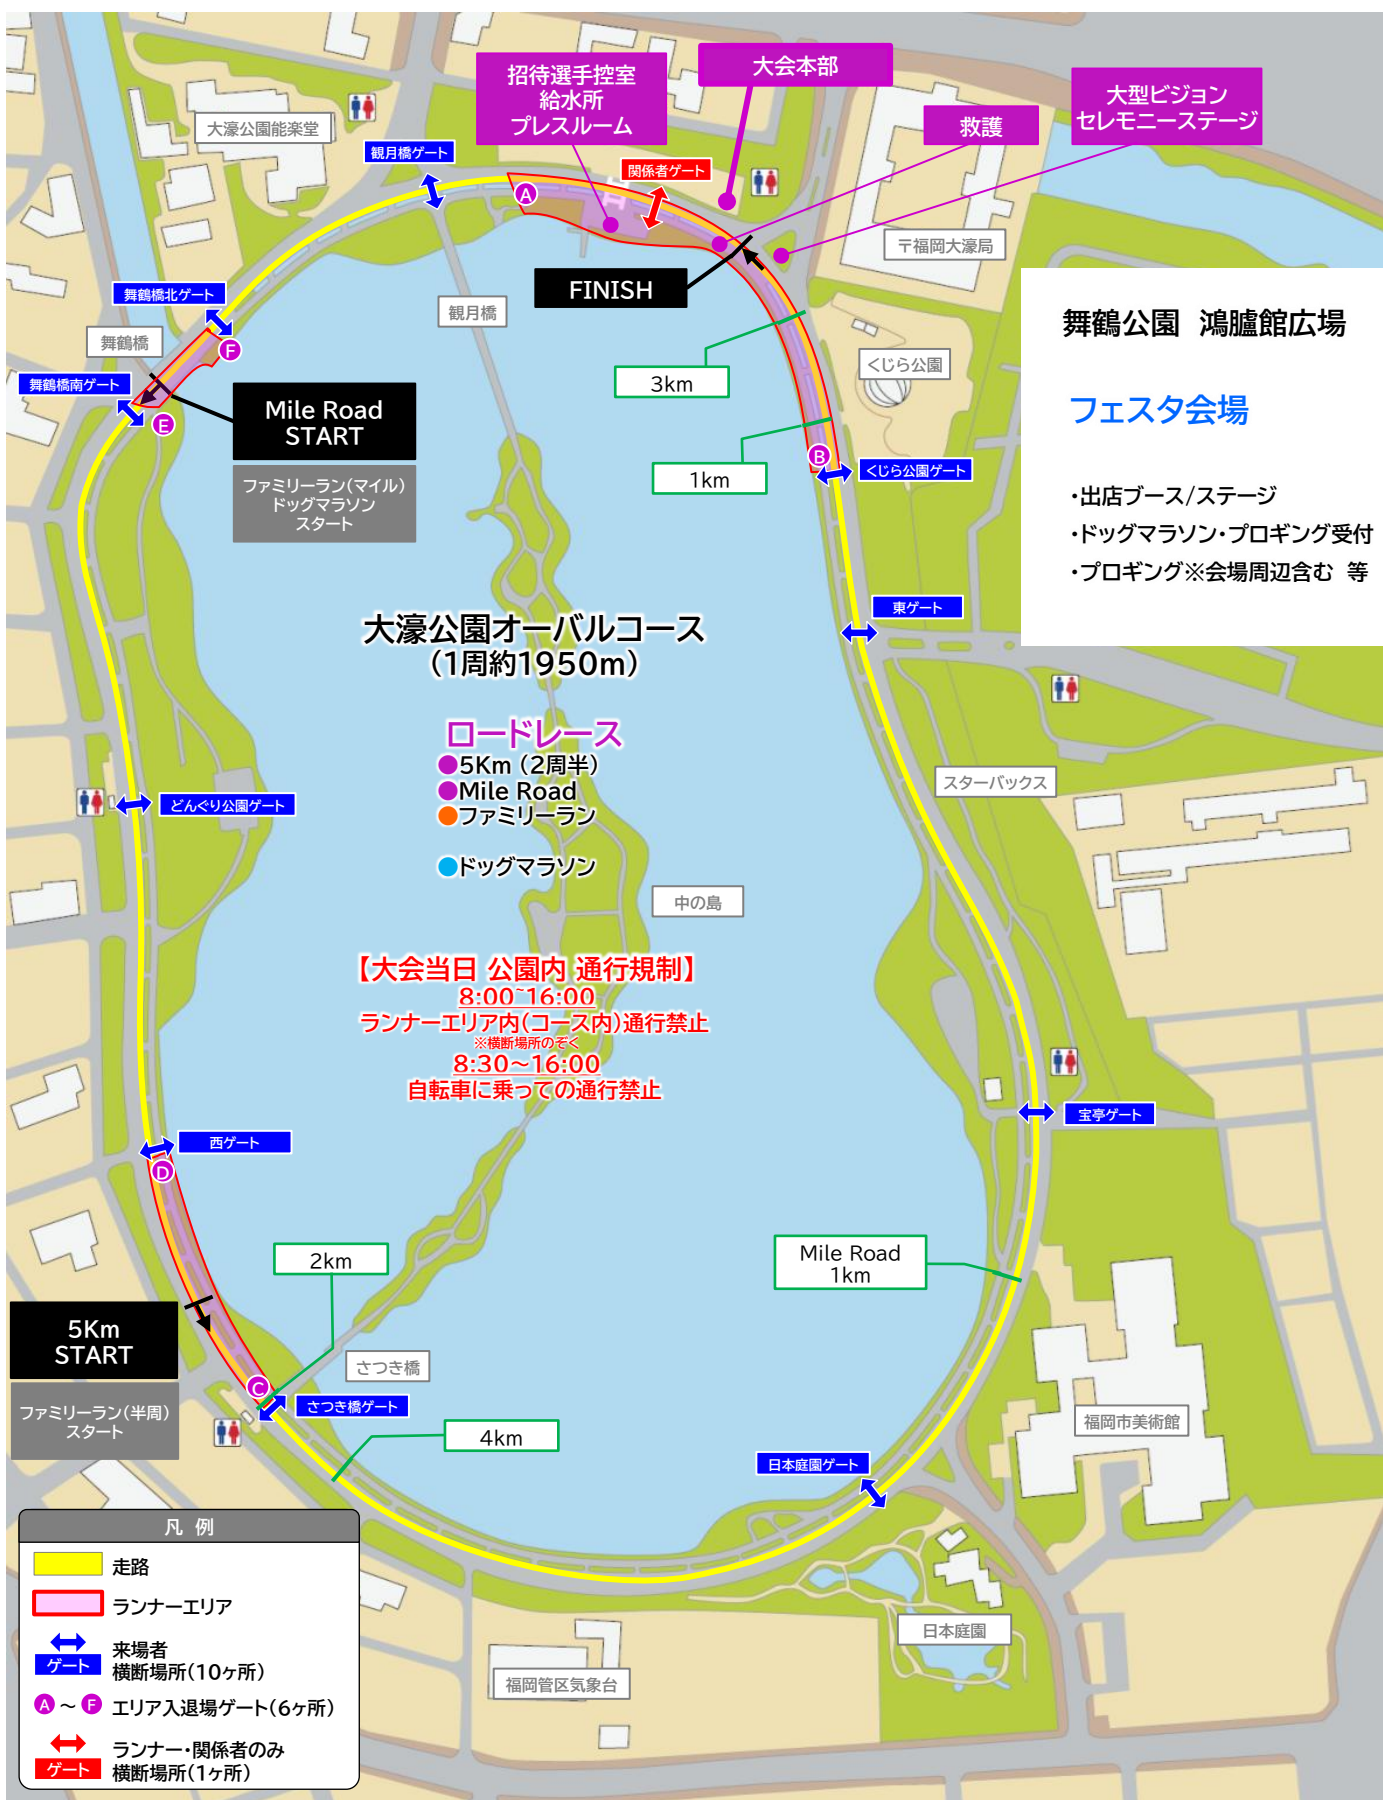 招待選手控室
給水所
プレスルーム
大会本部
救護
大型ビジョン
セレモニーステージ
大濠公園能楽堂
観月橋ゲート
関係者ゲート
A
〒福岡大濠局
FINISH
舞鶴橋北ゲート
観月橋
舞鶴橋
F
舞鶴橋南ゲート
E
Mile Road
START
ファミリーラン(マイル)
ドッグマラソン
スタート
3km
くじら公園
1km
B
くじら公園ゲート
舞鶴公園 鴻臚館広場
フェスタ会場
・出店ブース/ステージ
・ドッグマラソン・プロギング受付
・プロギング※会場周辺含む 等
東ゲート
大濠公園オーバルコース
(1周約1950m)
ロードレース
5Km (2周半)
Mile Road
ファミリーラン
ドッグマラソン
スターバックス
どんぐり公園ゲート
中の島
【大会当日 公園内 通行規制】
8:00~16:00
ランナーエリア内(コース内)通行禁止
※横断場所のぞく
8:30～16:00
自転車に乗っての通行禁止
宝亭ゲート
西ゲート
D
2km
Mile Road
1km
5Km
START
ファミリーラン(半周)
スタート
さつき橋
C
さつき橋ゲート
4km
福岡市美術館
日本庭園ゲート
日本庭園
福岡管区気象台
凡 例
走路
ランナーエリア
ゲート
来場者
横断場所(10ヶ所)
A ～ F エリア入退場ゲート(6ヶ所)
ゲート
ランナー・関係者のみ
横断場所(1ヶ所)